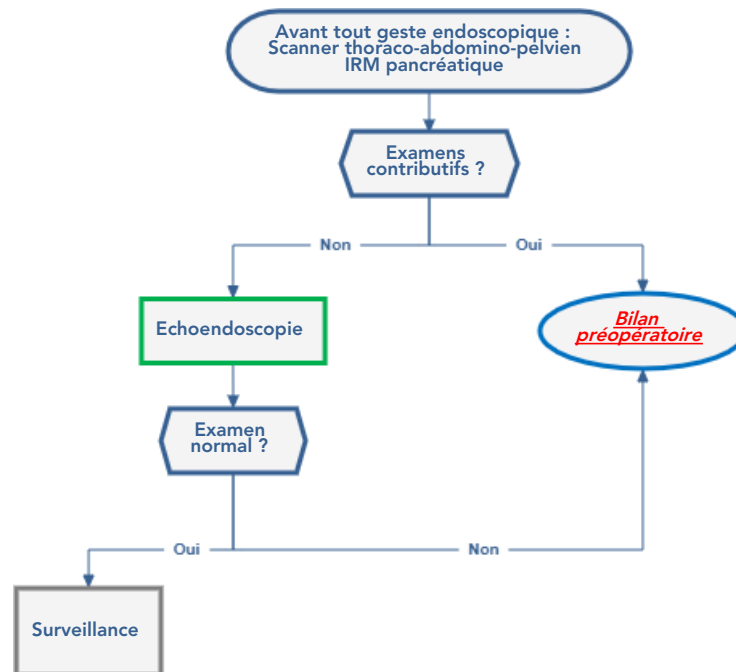 Avant tout geste endoscopique :
Scanner thoraco-abdomino-pelvien
IRM pancréatique
Examens
contributifs ?
Non
Oui
Echoendoscopie
Bilan
préopératoire
Examen
normal ?
Oui
Non
Surveillance